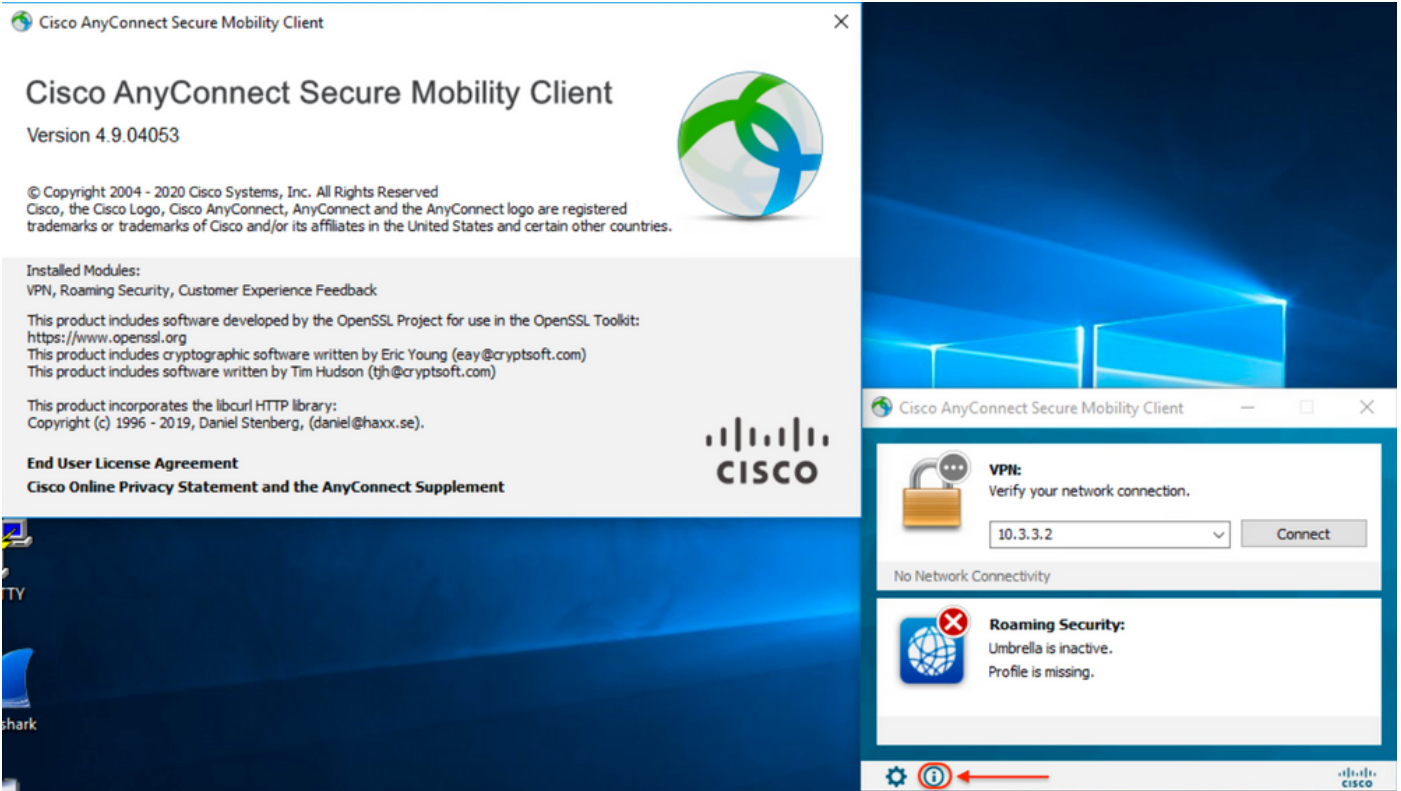 Cisco AnyConnect Secure Mobility Client
Cisco AnyConnect Secure Mobility Client
Version 4.9.04053
© Copyright 2004 - 2020 Cisco Systems, Inc. All Rights Reserved
Cisco, the Cisco Logo, Cisco AnyConnect, AnyConnect and the AnyConnect logo are registered
trademarks or trademarks of Cisco and/or its affiliates in the United States and certain other countries.
Installed Modules:
VPN, Roaming Security, Customer Experience Feedback
This product includes software developed by the OpenSSL Project for use in the OpenSSL Toolkit:
https://www.openssl.org
This product includes cryptographic software written by Eric Young (eay@cryptsoft.com)
This product includes software written by Tim Hudson (tjh@cryptsoft.com)
This product incorporates the libcurl HTTP library:
Copyright (c) 1996 - 2019, Daniel Stenberg, (daniel@haxx.se).
End User License Agreement
Cisco Online Privacy Statement and the AnyConnect Supplement
CISCO
TTY
shark
Cisco AnyConnect Secure Mobility Client
VPN:
Verify your network connection.
10.3.3.2
Connect
No Network Connectivity
Roaming Security:
Umbrella is inactive.
Profile is missing.
CISCO